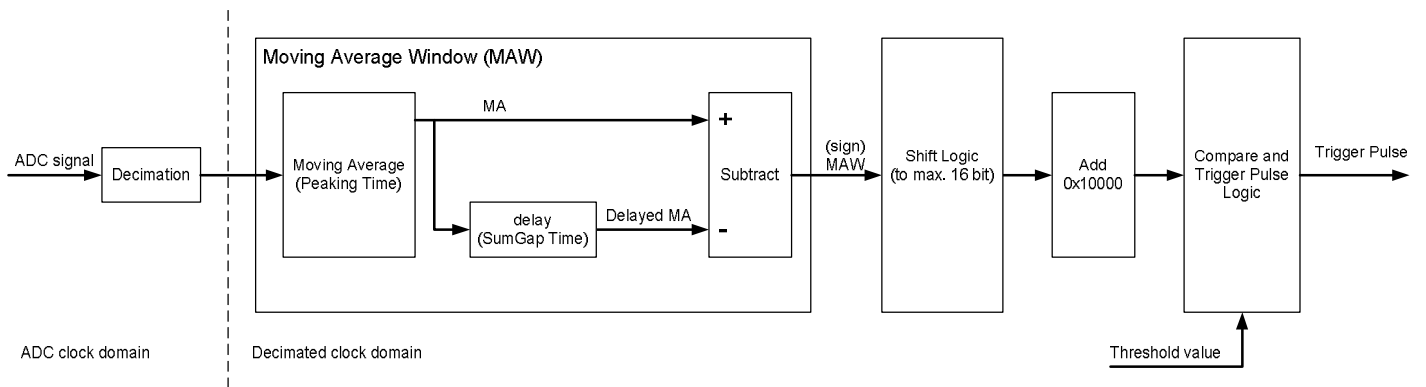 Moving Average Window (MAW)
ADC signal
Decimation
Moving Average
(Peaking Time)
MA
delay
(SumGap Time)
Delayed MA
+
Subtract
-
(sign)
MAW
Shift Logic
(to max. 16 bit)
Add
0x10000
Compare and
Trigger Pulse
Logic
Trigger Pulse
ADC clock domain
Decimated clock domain
Threshold value